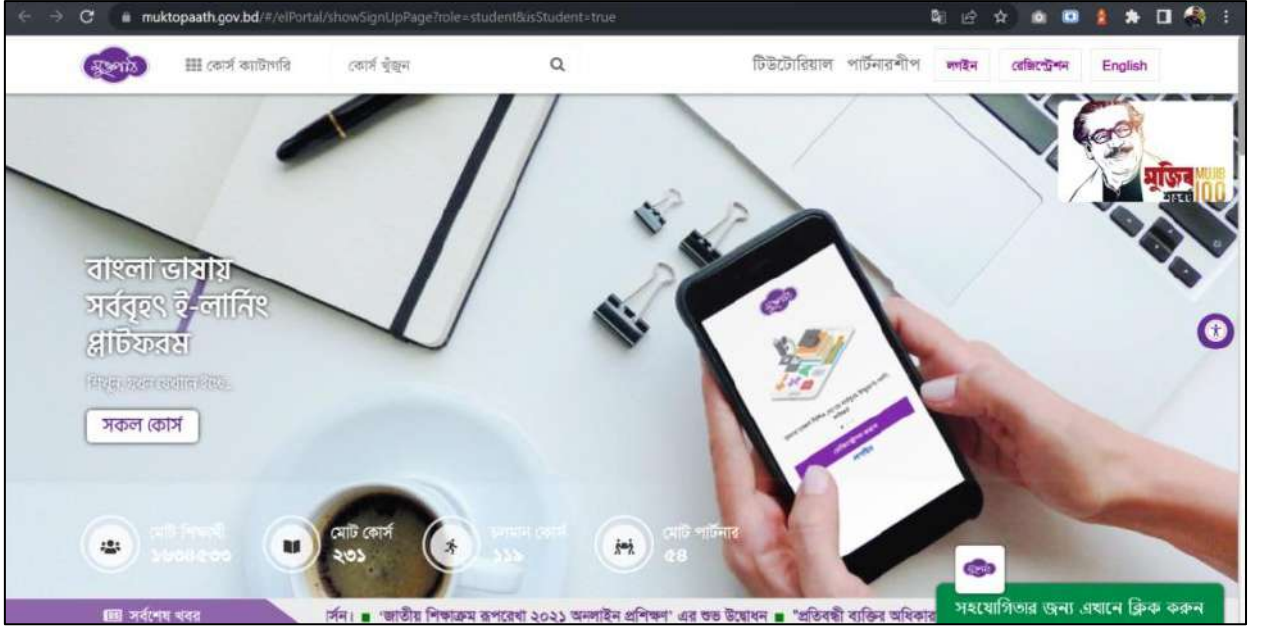 muktopaath.gov.bd/#/elPortal/showSignUpPage?role=student&isStudent=true
মুক্তপাঠ
কোর্স ক্যাটাগরি
কোর্স খুঁজুন
টিউটোরিয়াল
পার্টনারশীপ
লগইন
রেজিস্ট্রেশন
English
মুজিব MUJIB
100
বাংলা ভাষায়
সর্ববৃহৎ ই-লার্নিং
প্লাটফরম
সকল কোর্স
মোট শিক্ষার্থী
মোট কোর্স
চলমান কোর্স
মোট পার্টনার
২৩১
১১৯
৫৪
সর্বশেষ খবর
র্সন। ■ 'জাতীয় শিক্ষাক্রম রূপরেখা ২০২১ অনলাইন প্রশিক্ষণ' এর শুভ উদ্বোধন ■ "প্রতিবন্ধী ব্যক্তির অধিকার
সহযোগিতার জন্য এখানে ক্লিক করুন